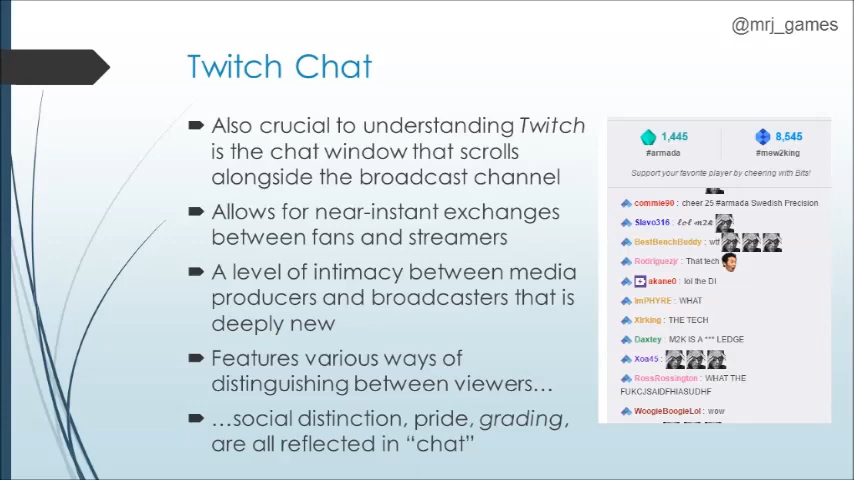 @mrj_games
Twitch Chat
Also crucial to understanding Twitch
is the chat window that scrolls
alongside the broadcast channel
Allows for near-instant exchanges
between fans and streamers
A level of intimacy between media
producers and broadcasters that is
deeply new
Features various ways of
distinguishing between viewers…
…social distinction, pride, grading,
are all reflected in “chat”
1,445
#armada
8,545
#mew2king
Support your favorite player by cheering with Bits!
commie90 : cheer 25 #armada Swedish Precision
Slavo316 : 𝓵𝓸𝓵 𝓶2𝓴
BestBeechBuddy : wtf
Rodriguezjr : That tech
akane0 : lol the DI
ImPHYRE : WHAT
Xirking : THE TECH
Daxtey : M2K IS A *** LEDGE
Xoa45 :
RossRossington : WHAT THE
FUKCJSAIDFHIASUDHF
WoogieBoogieLol : wow